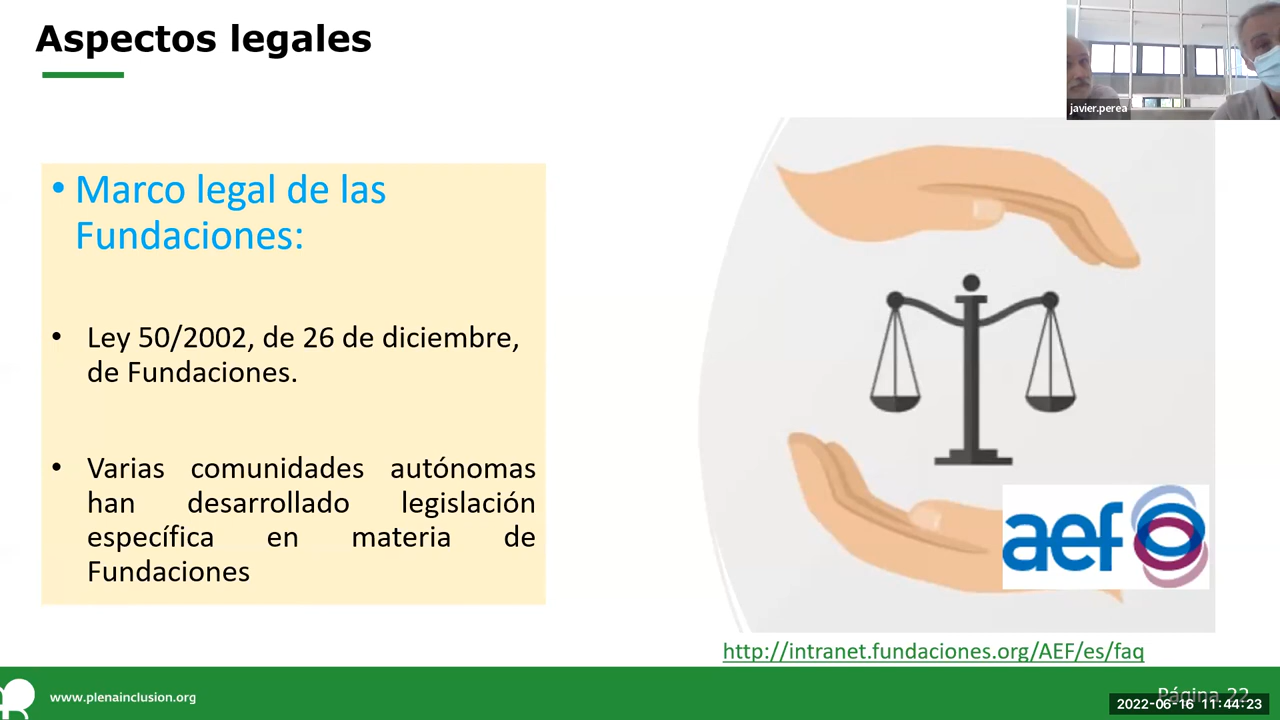 Aspectos legales
javier.perea
• Marco legal de las
Fundaciones:
• Ley 50/2002, de 26 de diciembre,
de Fundaciones.
• Varias comunidades autónomas
han desarrollado legislación
específica en materia de
Fundaciones
aef
http://intranet.fundaciones.org/AEF/es/faq
www.plenainclusion.org
Página 22
2022-06-16 11:44:23